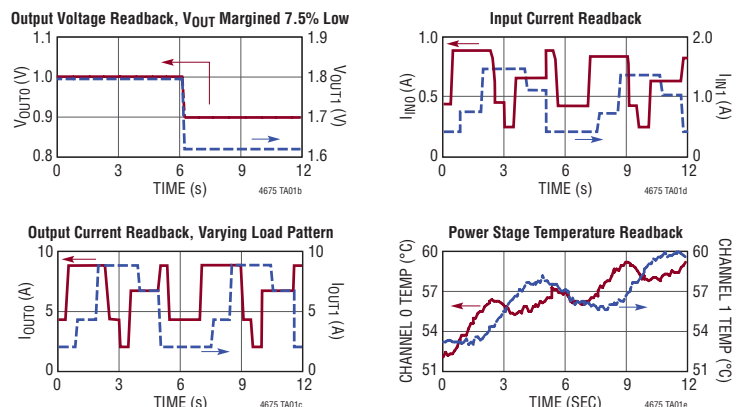 Output Voltage Readback, VOUT Margined 7.5% Low
1.1
1.0
0.9
0.8
VOUT0 (V)
1.9
1.8
1.7
1.6
VOUT1 (V)
0 3 6 9 12
TIME (s)
4675 TA01b
Input Current Readback
1.0
0.5
0
IIN0 (A)
2.0
1.0
0
IIN1 (A)
0 3 6 9 12
TIME (s)
4675 TA01d
Output Current Readback, Varying Load Pattern
10
5
0
IOUT0 (A)
10
5
0
IOUT1 (A)
0 3 6 9 12
TIME (s)
4675 TA01c
Power Stage Temperature Readback
60
57
54
51
CHANNEL 0 TEMP (°C)
60
57
54
51
CHANNEL 1 TEMP (°C)
0 3 6 9 12
TIME (SEC)
4675 TA01e